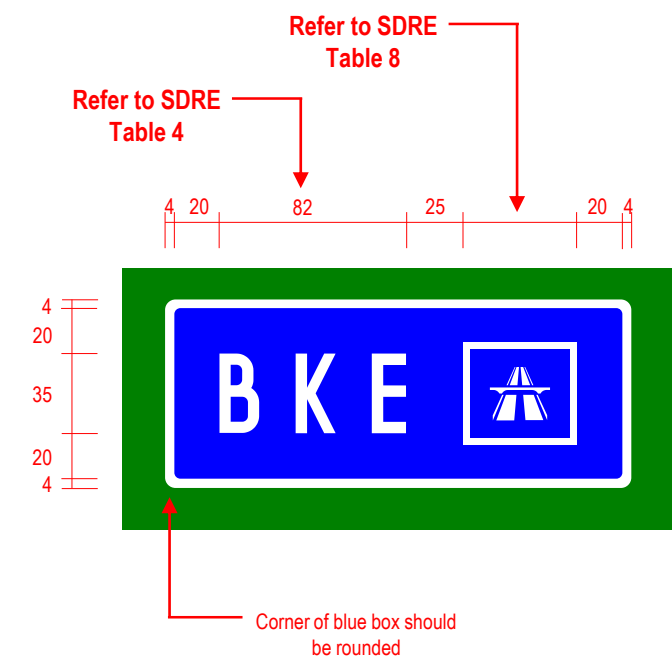 Refer to SDRE
Table 8
Refer to SDRE
Table 4
4 20 82 25 20 4
4
20
35
20
4
BKE
Corner of blue box should
be rounded